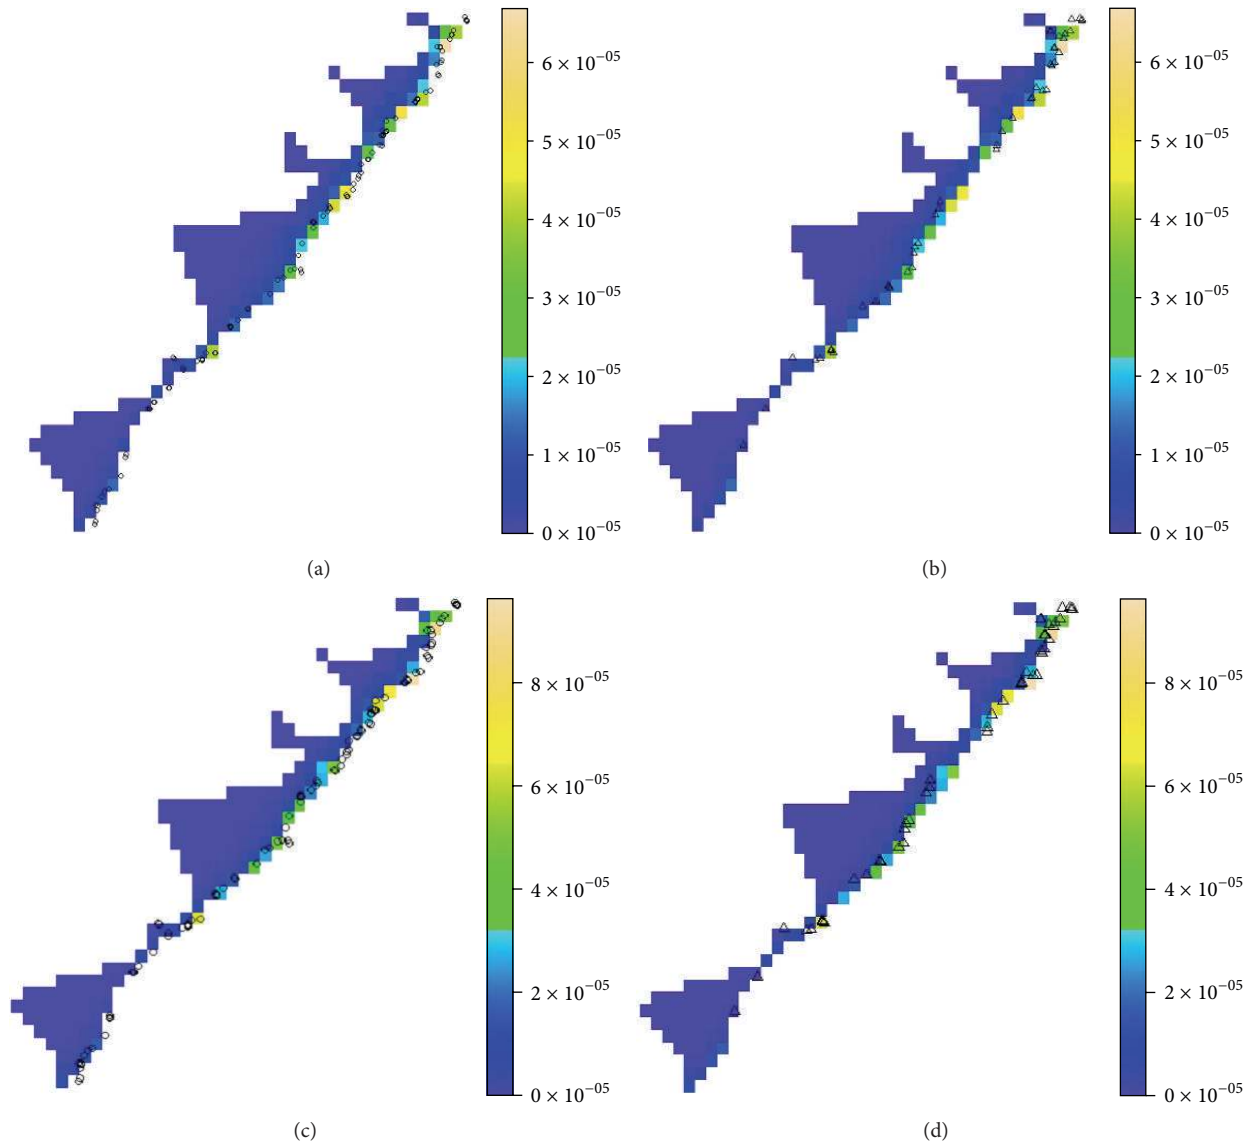 6 × 10⁻⁰⁵
5 × 10⁻⁰⁵
4 × 10⁻⁰⁵
3 × 10⁻⁰⁵
2 × 10⁻⁰⁵
1 × 10⁻⁰⁵
0 × 10⁻⁰⁵
(a)
6 × 10⁻⁰⁵
5 × 10⁻⁰⁵
4 × 10⁻⁰⁵
3 × 10⁻⁰⁵
2 × 10⁻⁰⁵
1 × 10⁻⁰⁵
0 × 10⁻⁰⁵
(b)
8 × 10⁻⁰⁵
6 × 10⁻⁰⁵
4 × 10⁻⁰⁵
2 × 10⁻⁰⁵
0 × 10⁻⁰⁵
(c)
8 × 10⁻⁰⁵
6 × 10⁻⁰⁵
4 × 10⁻⁰⁵
2 × 10⁻⁰⁵
0 × 10⁻⁰⁵
(d)